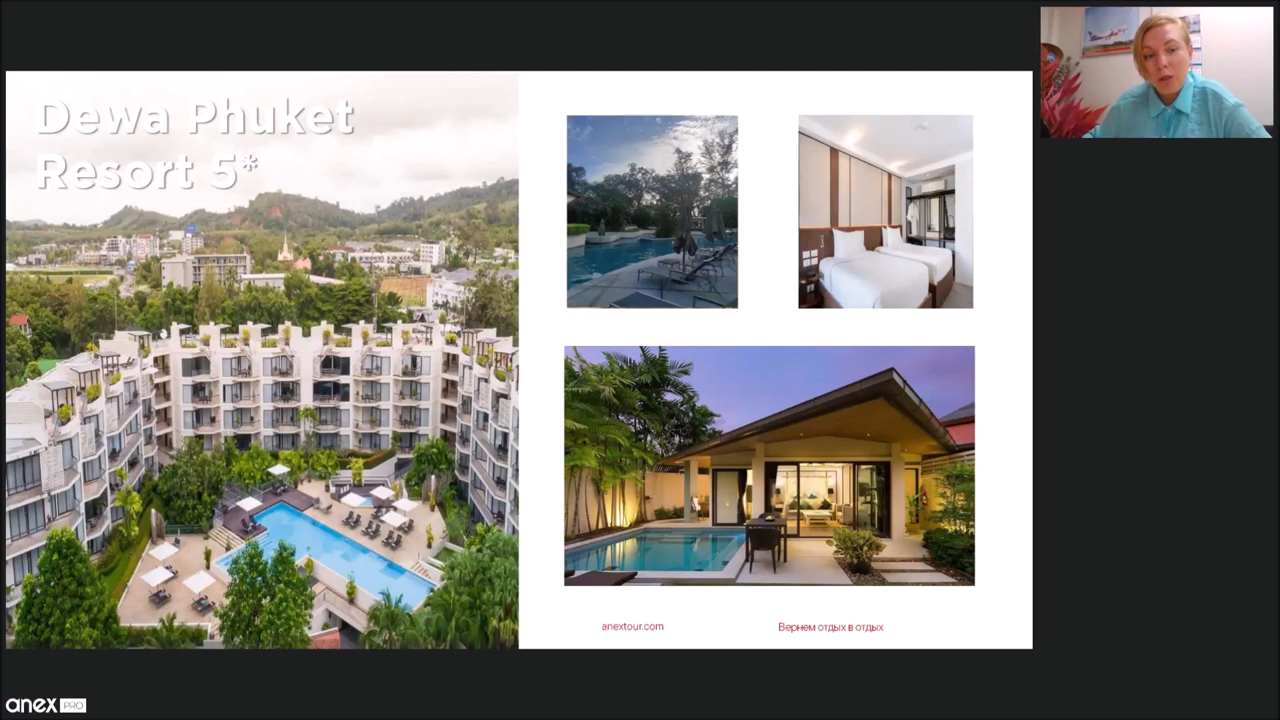 Dewa Phuket
Resort 5*
anextour.com
Вернем отдых в отдых
anex PRO